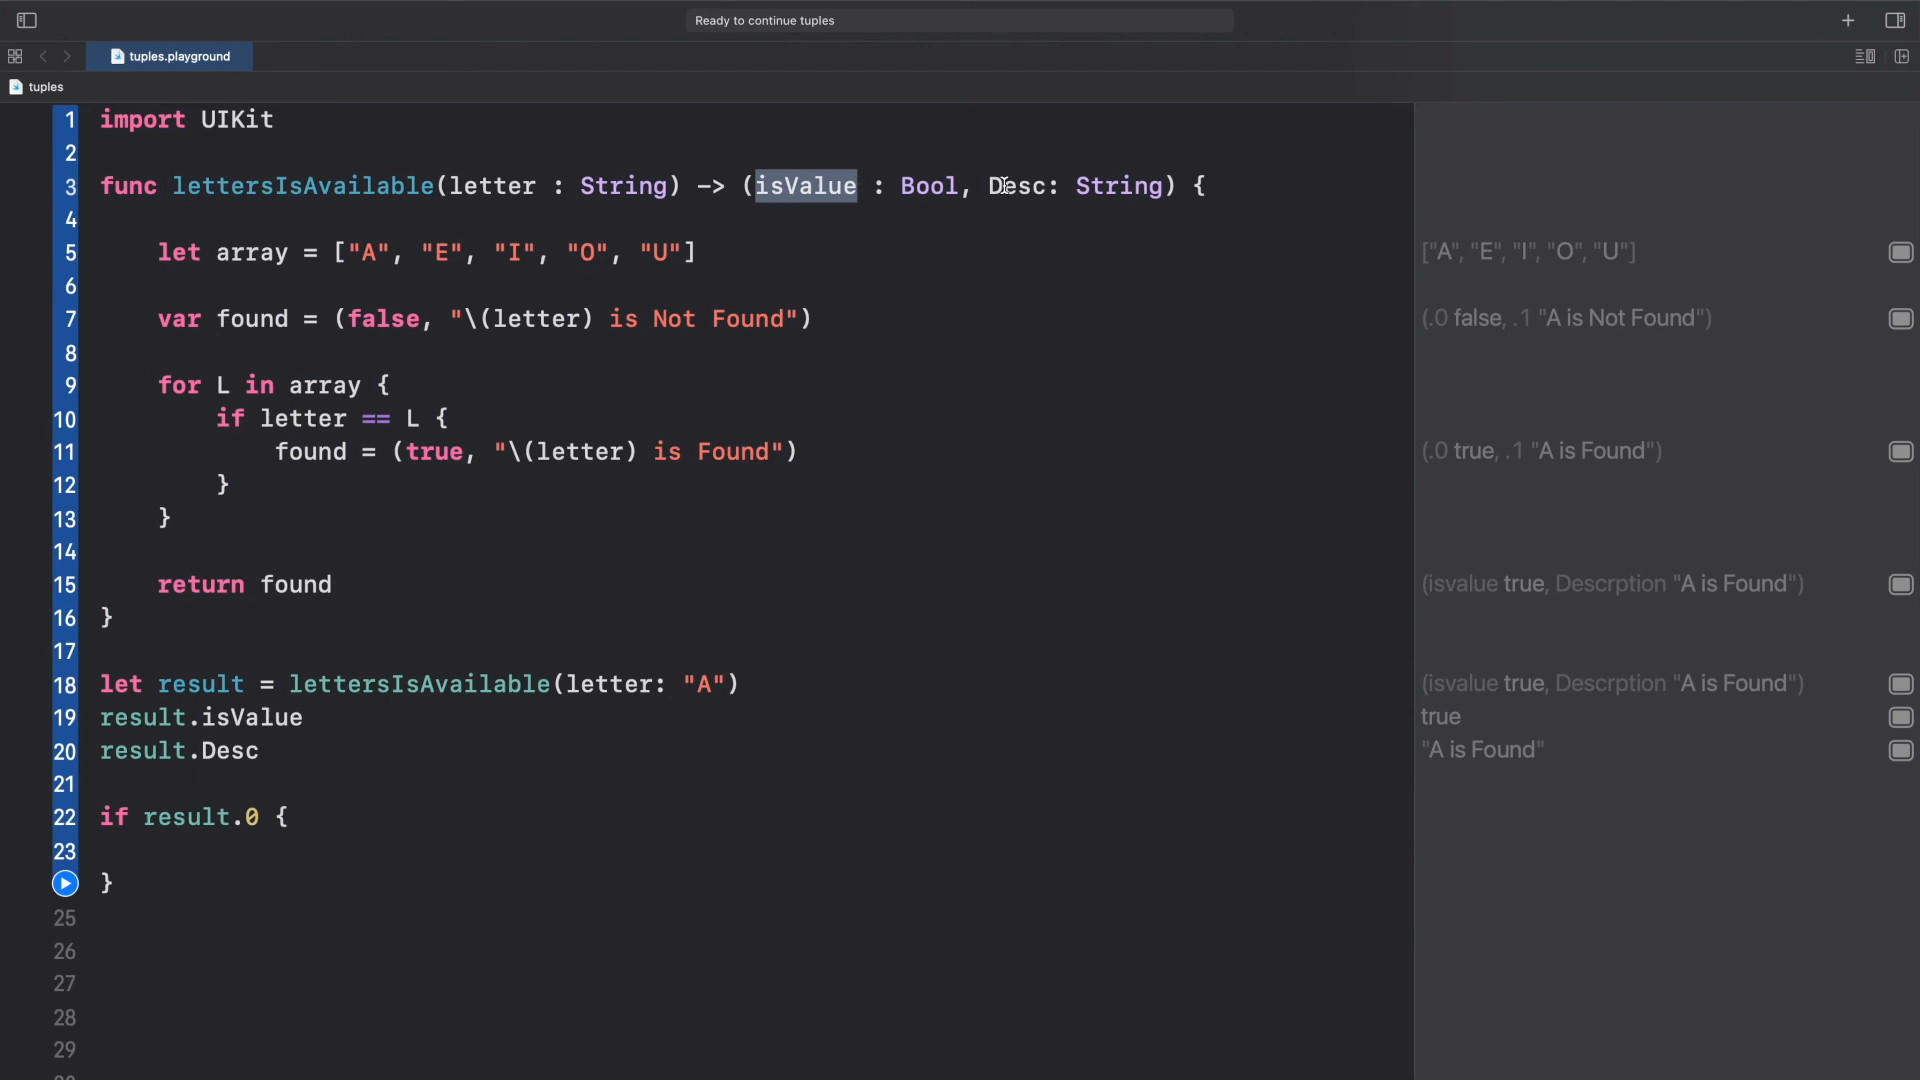 Ready to continue tuples
tuples.playground
tuples
1 import UIKit
2
3 func lettersIsAvailable(letter : String) -> (isValue : Bool, Desc: String) {
4
5 let array = ["A", "E", "I", "O", "U"] ["A", "E", "I", "O", "U"]
6
7 var found = (false, "\(letter) is Not Found") (.0 false, .1 "A is Not Found")
8
9 for L in array {
10 if letter == L {
11 found = (true, "\(letter) is Found") (.0 true, .1 "A is Found")
12 }
13 }
14
15 return found (isvalue true, Descrption "A is Found")
16 }
17
18 let result = lettersIsAvailable(letter: "A") (isvalue true, Descrption "A is Found")
19 result.isValue true
20 result.Desc "A is Found"
21
22 if result.0 {
23
}
25
26
27
28
29